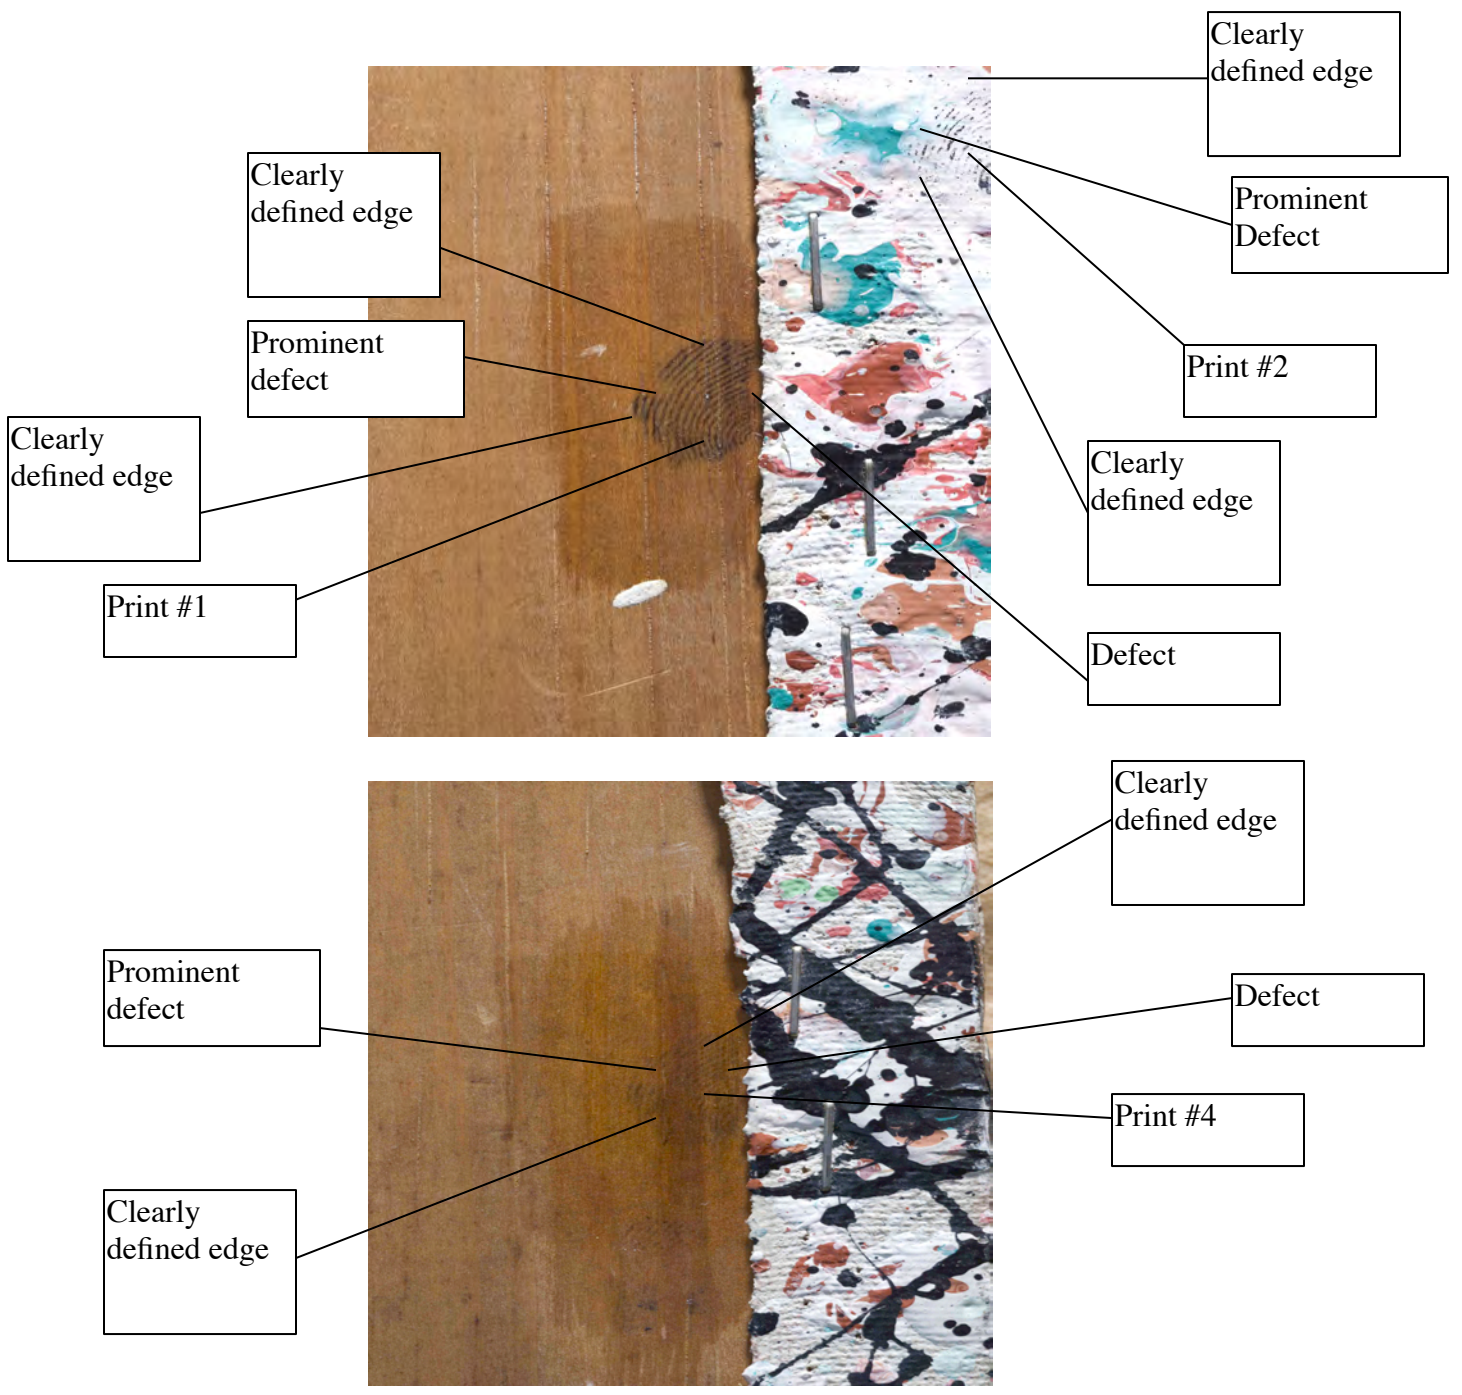 Clearly
defined edge
Clearly
defined edge
Prominent
Defect
Prominent
defect
Print #2
Clearly
defined edge
Clearly
defined edge
Print #1
Defect
Clearly
defined edge
Prominent
defect
Defect
Print #4
Clearly
defined edge